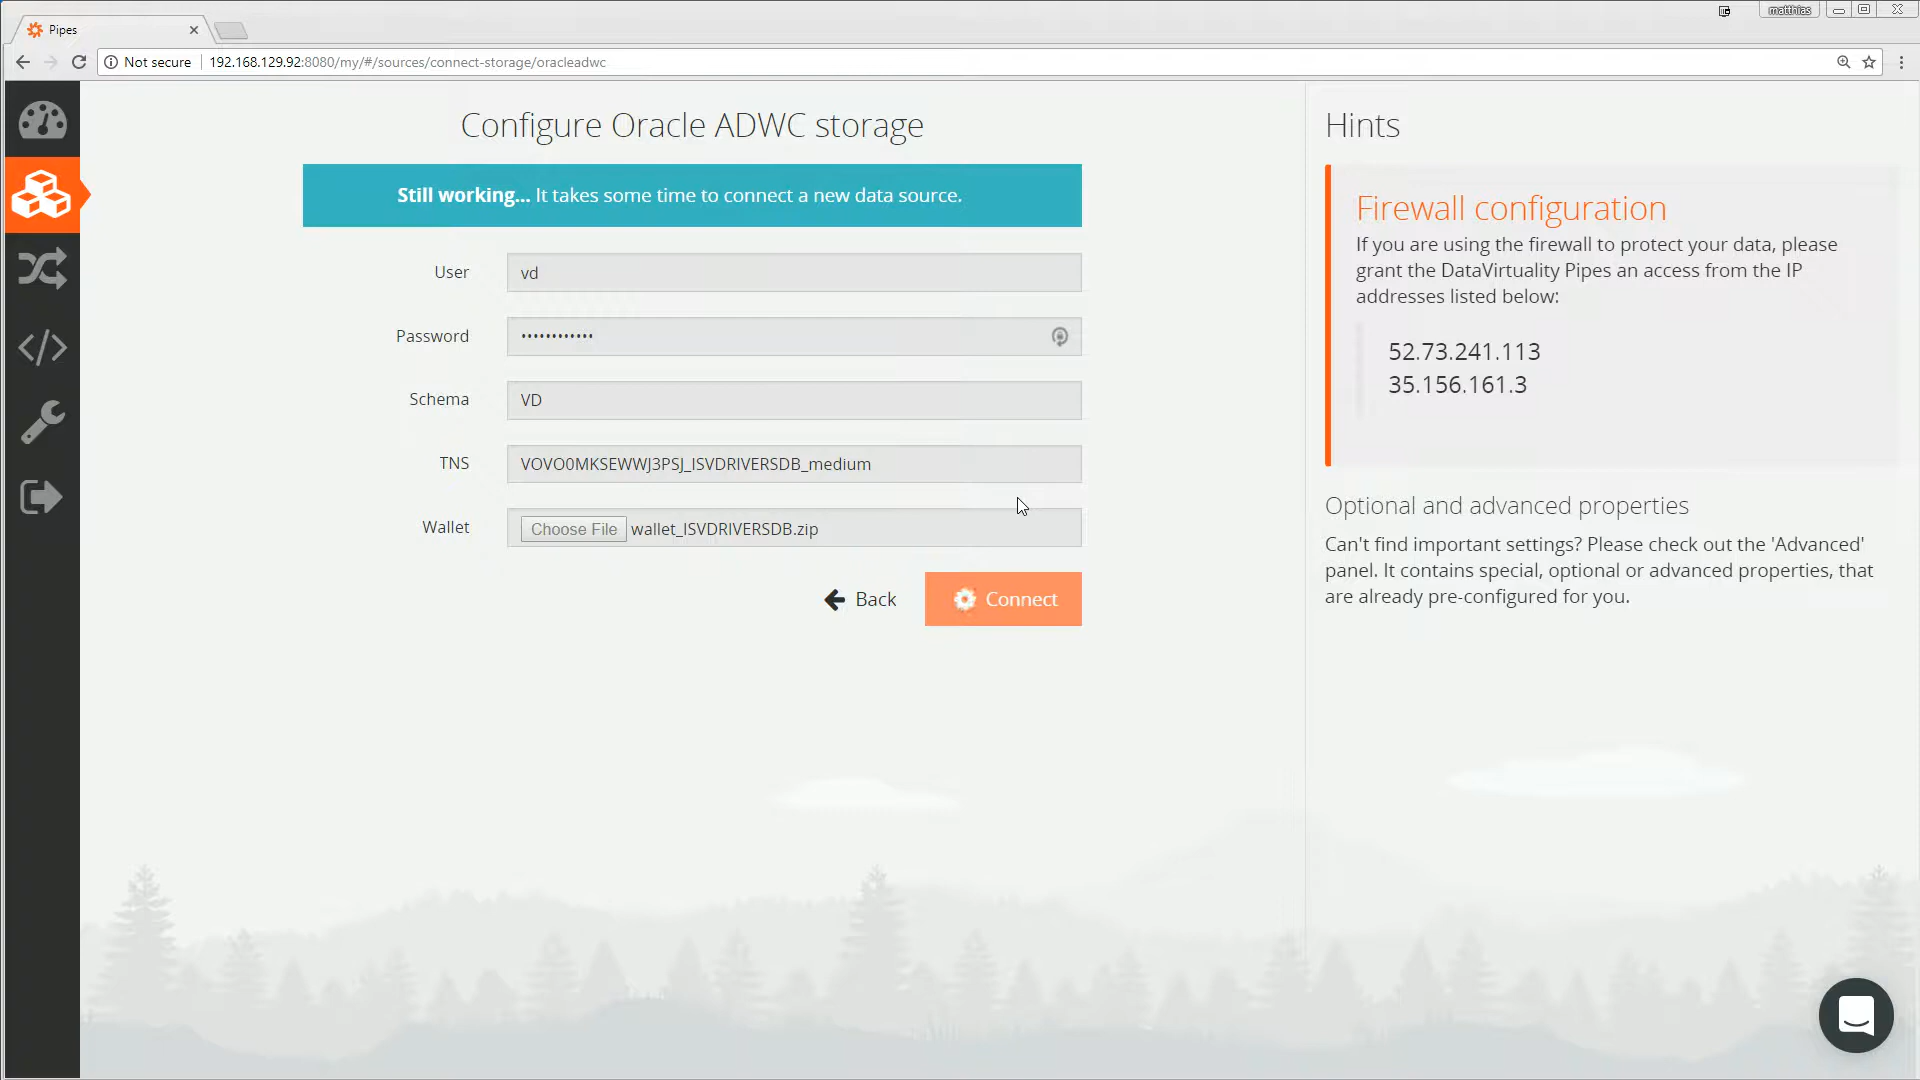 Pipes
matthias
Not secure
192.168.129.92:8080/my/#/sources/connect-storage/oracleadwc
Configure Oracle ADWC storage
Still working... It takes some time to connect a new data source.
User
vd
Password
••••••••••••
Schema
VD
TNS
VOVO0MKSEWWJ3PSJ_ISVDRIVERSDB_medium
Wallet
Choose File wallet_ISVDRIVERSDB.zip
Back
Connect
Hints
Firewall configuration
If you are using the firewall to protect your data, please
grant the DataVirtuality Pipes an access from the IP
addresses listed below:
52.73.241.113
35.156.161.3
Optional and advanced properties
Can't find important settings? Please check out the 'Advanced'
panel. It contains special, optional or advanced properties, that
are already pre-configured for you.